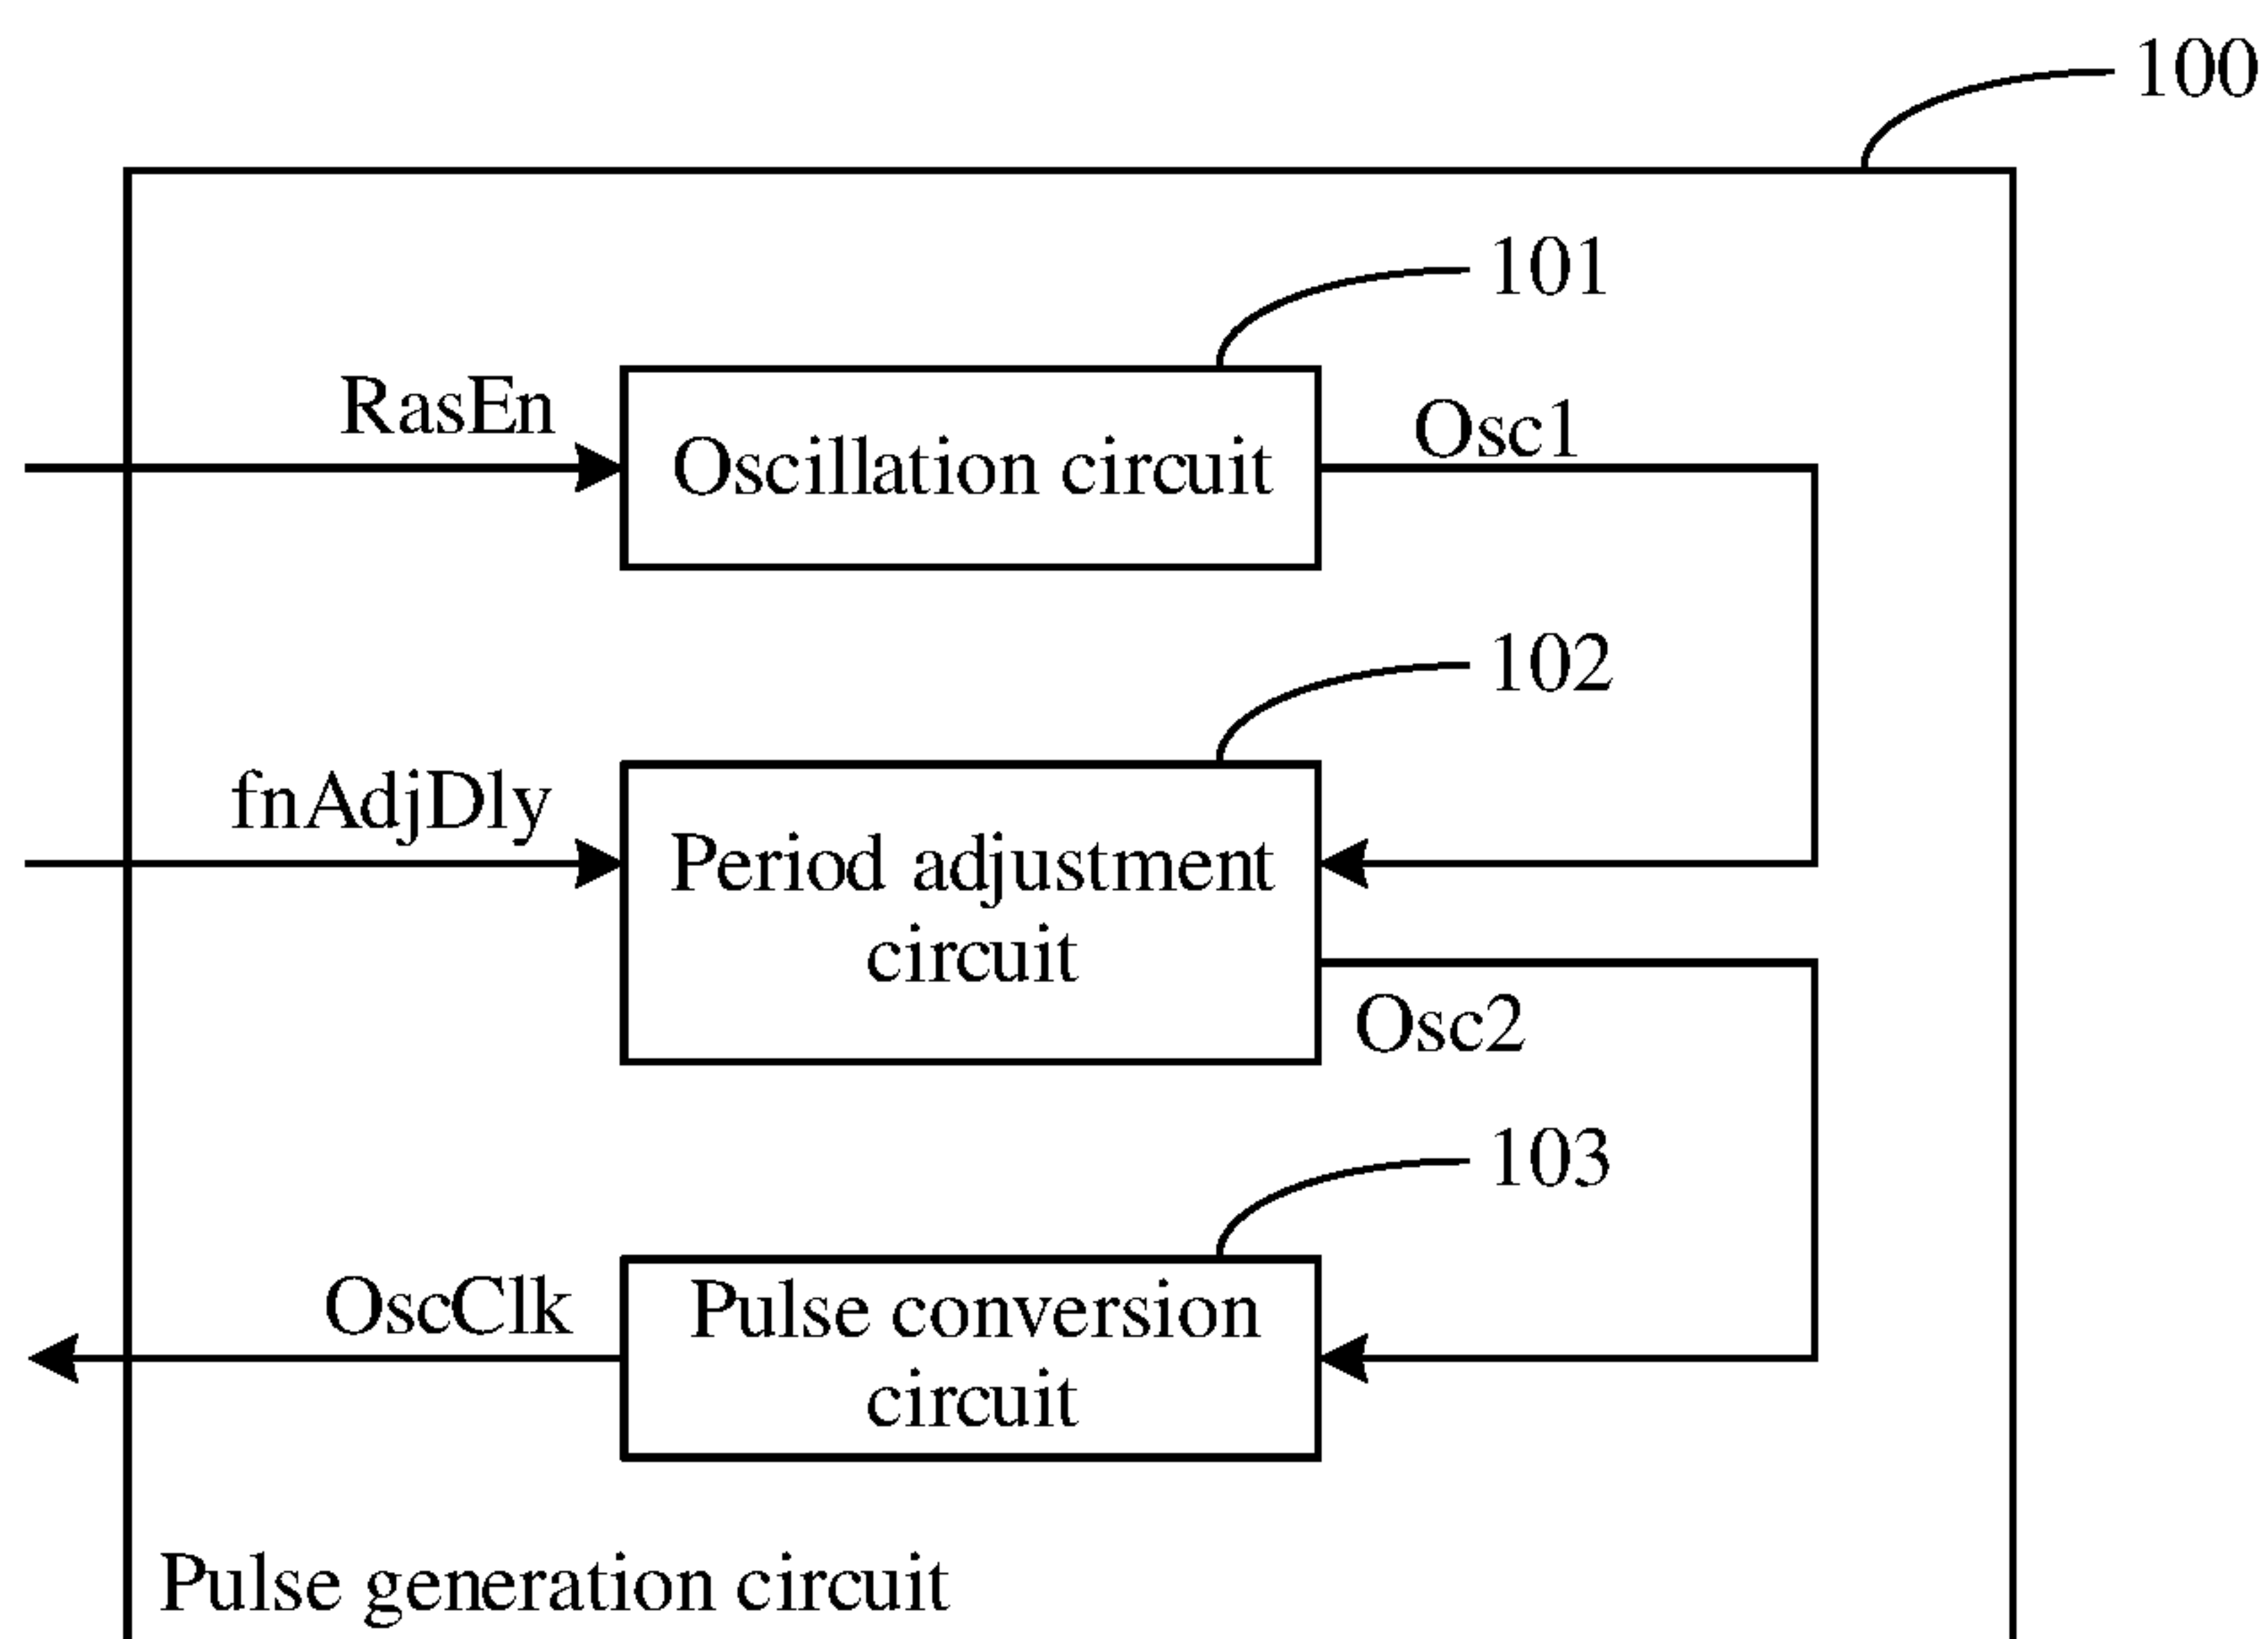 100
101
RasEn
Osc1
Oscillation circuit
102
fnAdjDly
Period adjustment
circuit
Osc2
103
OscClk
Pulse conversion
circuit
Pulse generation circuit